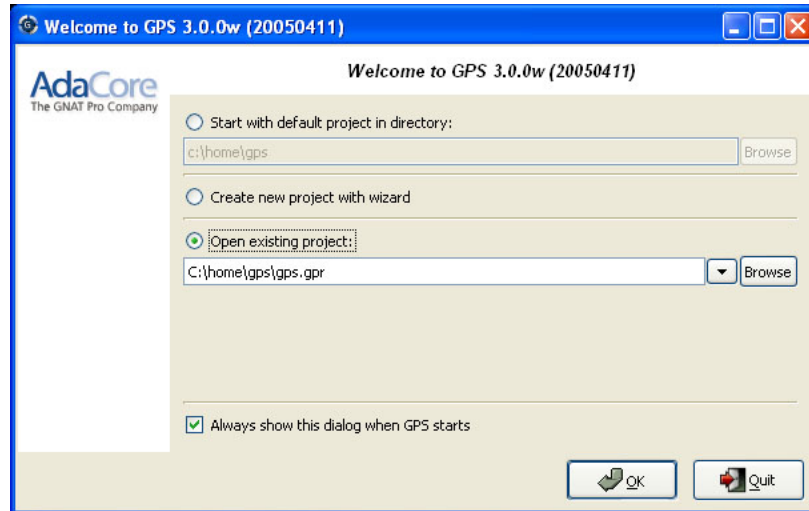 Welcome to GPS 3.0.0w (20050411)
Welcome to GPS 3.0.0w (20050411)
AdaCore
The GNAT Pro Company
Start with default project in directory:
c:\home\gps Browse
Create new project with wizard
Open existing project:
C:\home\gps\gps.gpr Browse
Always show this dialog when GPS starts
OK Quit